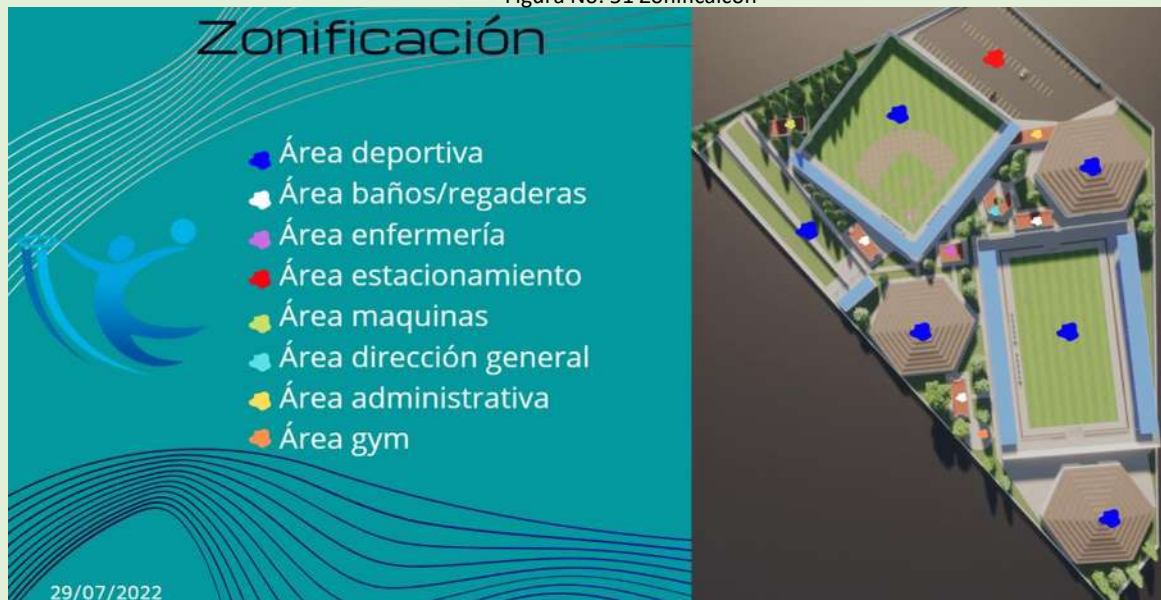 Figura No. 31 Zonificaicon
Zonificación
Área deportiva
Área baños/regaderas
Área enfermería
Área estacionamiento
Área maquinas
Área dirección general
Área administrativa
Área gym
29/07/2022